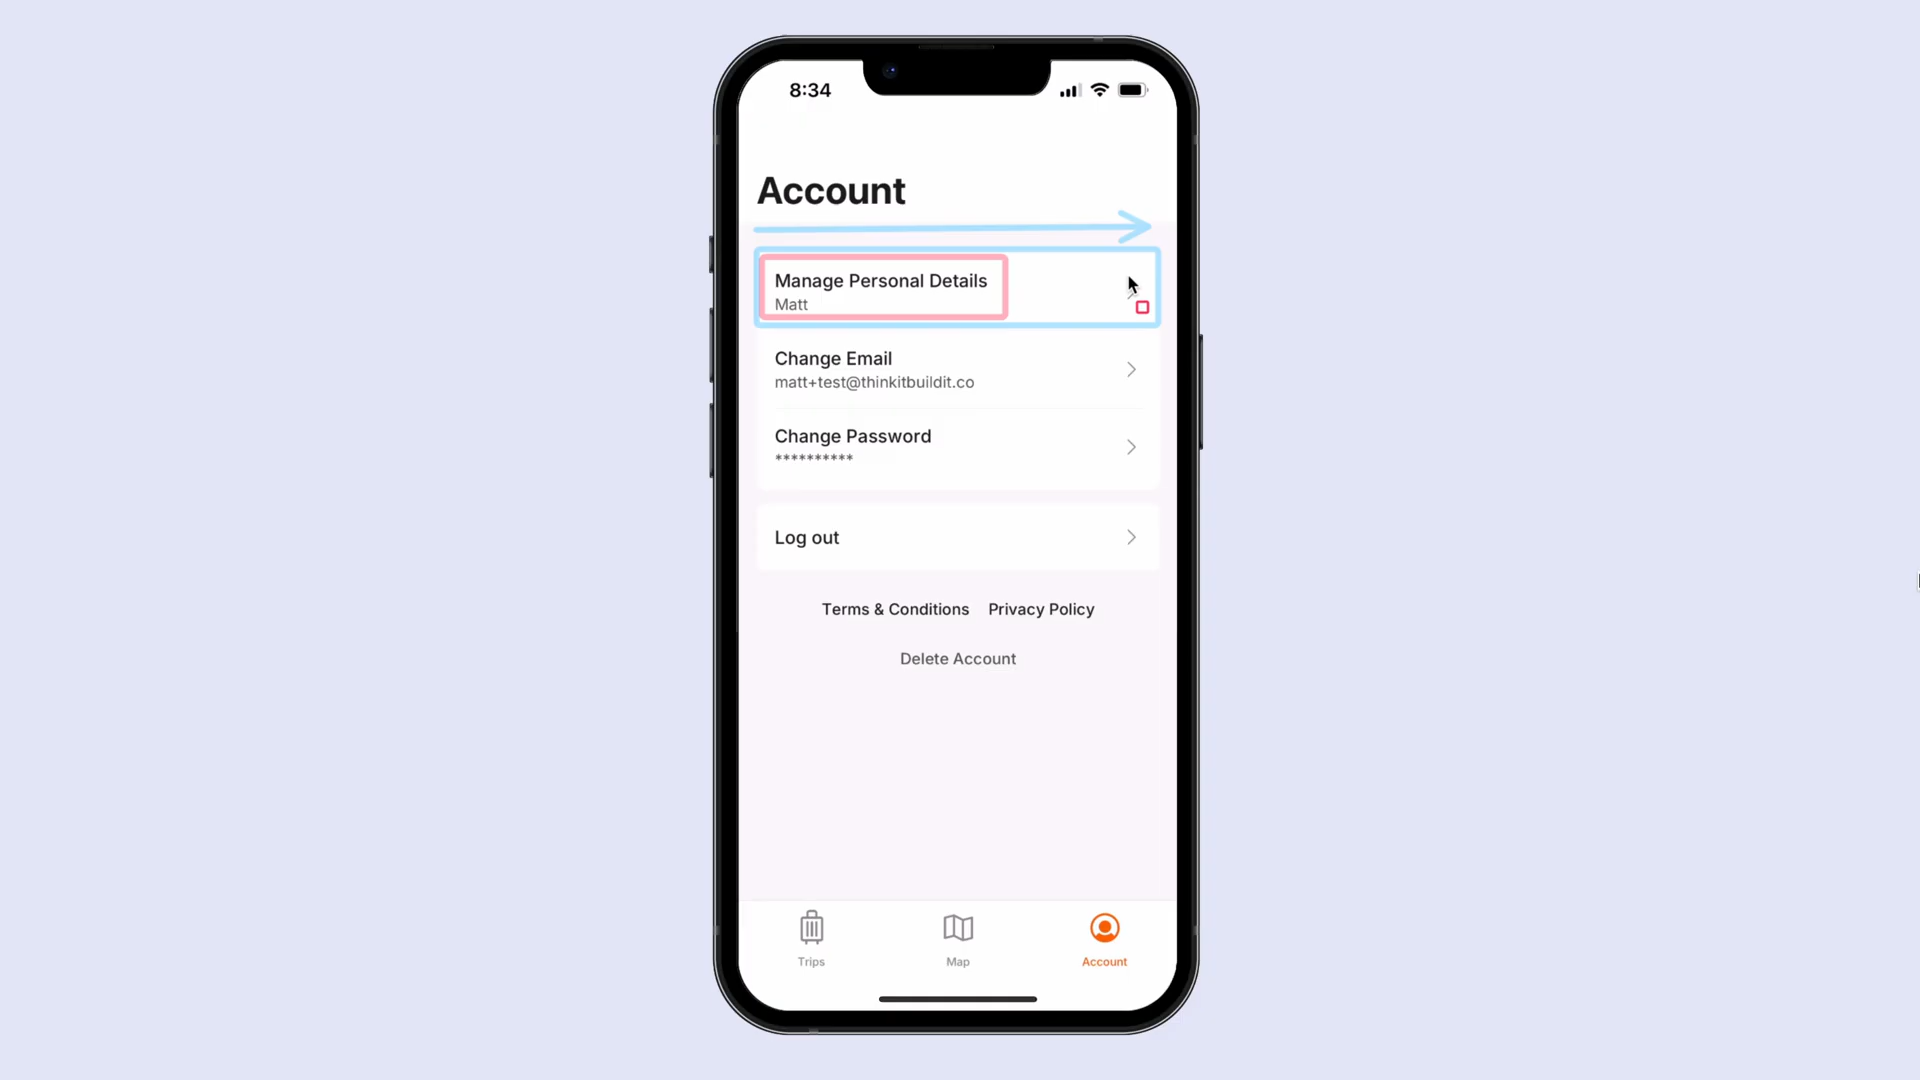 8:34
Account
Manage Personal Details
Matt
Change Email
matt+test@thinkitbuildit.co
Change Password
**********
Log out
Terms & Conditions Privacy Policy
Delete Account
Trips Map Account